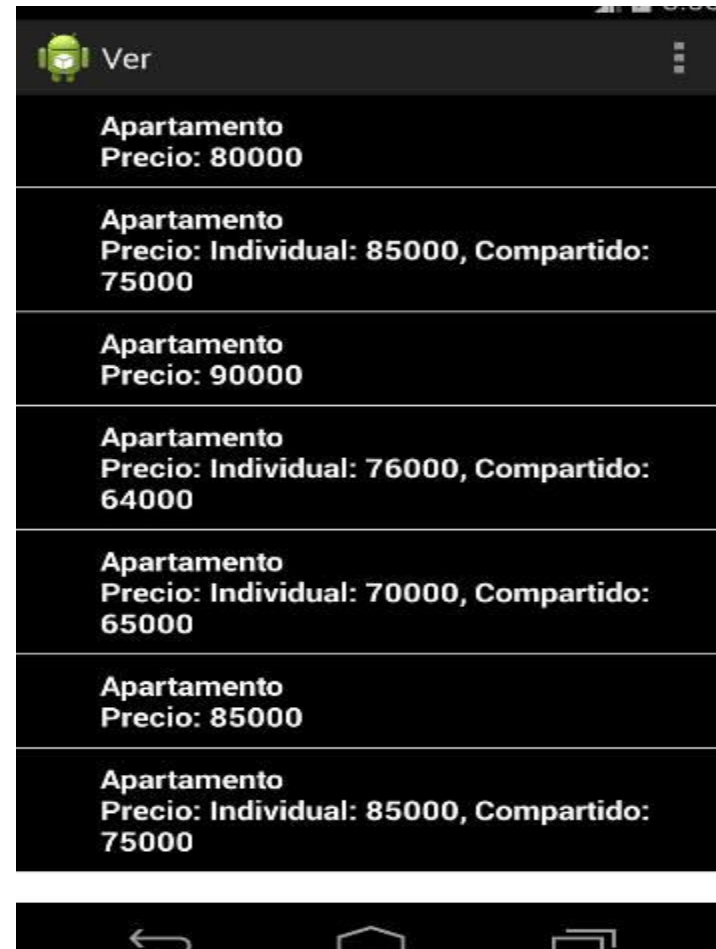 Ver
Apartamento
Precio: 80000
Apartamento
Precio: Individual: 85000, Compartido:
75000
Apartamento
Precio: 90000
Apartamento
Precio: Individual: 76000, Compartido:
64000
Apartamento
Precio: Individual: 70000, Compartido:
65000
Apartamento
Precio: 85000
Apartamento
Precio: Individual: 85000, Compartido:
75000